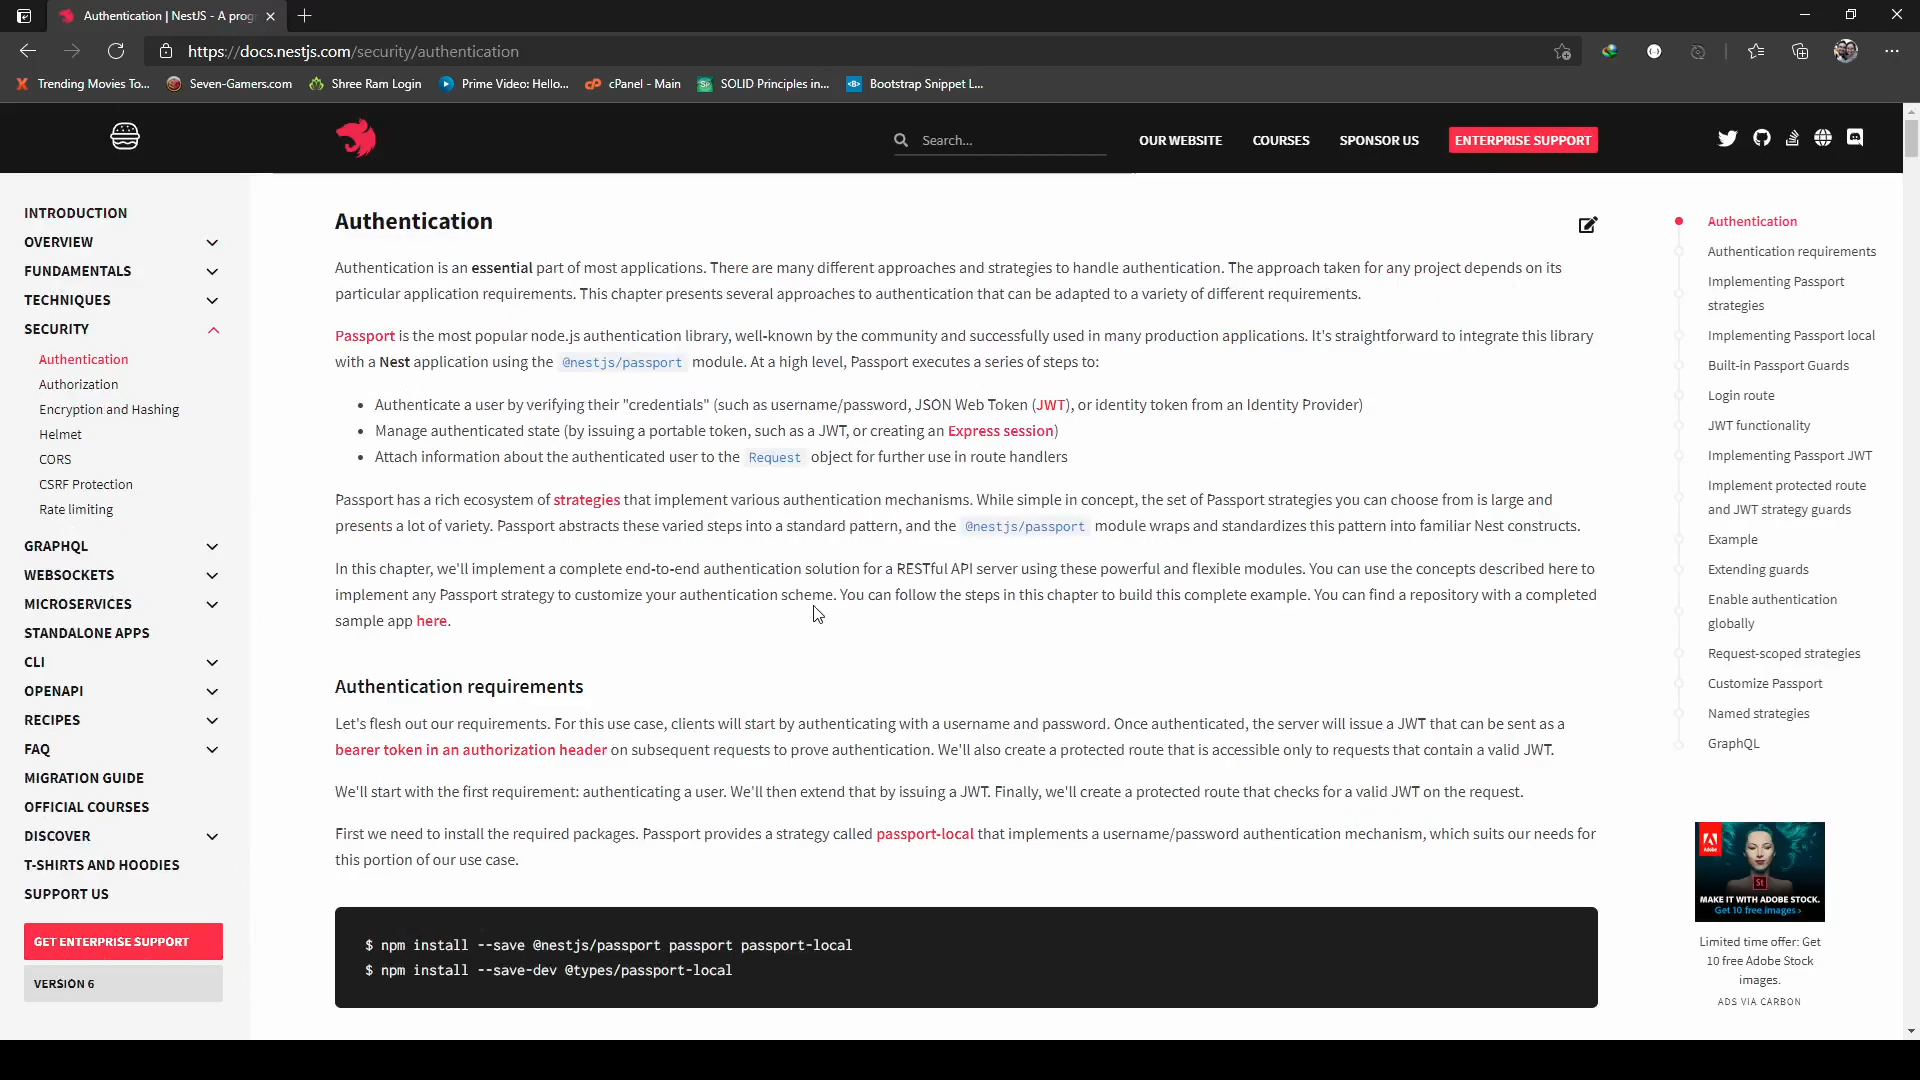 Authentication | NestJS - A prog
https://docs.nestjs.com/security/authentication
Trending Movies To...
Seven-Gamers.com
Shree Ram Login
Prime Video: Hello...
cPanel - Main
SOLID Principles in...
Bootstrap Snippet L...
Search...
OUR WEBSITE
COURSES
SPONSOR US
ENTERPRISE SUPPORT
INTRODUCTION
OVERVIEW
FUNDAMENTALS
TECHNIQUES
SECURITY
Authentication
Authorization
Encryption and Hashing
Helmet
CORS
CSRF Protection
Rate limiting
GRAPHQL
WEBSOCKETS
MICROSERVICES
STANDALONE APPS
CLI
OPENAPI
RECIPES
FAQ
MIGRATION GUIDE
OFFICIAL COURSES
DISCOVER
T-SHIRTS AND HOODIES
SUPPORT US
GET ENTERPRISE SUPPORT
VERSION 6
Authentication
Authentication is an essential part of most applications. There are many different approaches and strategies to handle authentication. The approach taken for any project depends on its
particular application requirements. This chapter presents several approaches to authentication that can be adapted to a variety of different requirements.
Passport is the most popular node.js authentication library, well-known by the community and successfully used in many production applications. It's straightforward to integrate this library
with a Nest application using the @nestjs/passport module. At a high level, Passport executes a series of steps to:
• Authenticate a user by verifying their "credentials" (such as username/password, JSON Web Token (JWT), or identity token from an Identity Provider)
• Manage authenticated state (by issuing a portable token, such as a JWT, or creating an Express session)
• Attach information about the authenticated user to the Request object for further use in route handlers
Passport has a rich ecosystem of strategies that implement various authentication mechanisms. While simple in concept, the set of Passport strategies you can choose from is large and
presents a lot of variety. Passport abstracts these varied steps into a standard pattern, and the @nestjs/passport module wraps and standardizes this pattern into familiar Nest constructs.
In this chapter, we'll implement a complete end-to-end authentication solution for a RESTful API server using these powerful and flexible modules. You can use the concepts described here to
implement any Passport strategy to customize your authentication scheme. You can follow the steps in this chapter to build this complete example. You can find a repository with a completed
sample app here.
Authentication requirements
Let's flesh out our requirements. For this use case, clients will start by authenticating with a username and password. Once authenticated, the server will issue a JWT that can be sent as a
bearer token in an authorization header on subsequent requests to prove authentication. We'll also create a protected route that is accessible only to requests that contain a valid JWT.
We'll start with the first requirement: authenticating a user. We'll then extend that by issuing a JWT. Finally, we'll create a protected route that checks for a valid JWT on the request.
First we need to install the required packages. Passport provides a strategy called passport-local that implements a username/password authentication mechanism, which suits our needs for
this portion of our use case.
$ npm install --save @nestjs/passport passport passport-local
$ npm install --save-dev @types/passport-local
Authentication
Authentication requirements
Implementing Passport
strategies
Implementing Passport local
Built-in Passport Guards
Login route
JWT functionality
Implementing Passport JWT
Implement protected route
and JWT strategy guards
Example
Extending guards
Enable authentication
globally
Request-scoped strategies
Customize Passport
Named strategies
GraphQL
Adobe
St
MAKE IT WITH ADOBE STOCK.
Get 10 free images ›
Limited time offer: Get
10 free Adobe Stock
images.
ADS VIA CARBON